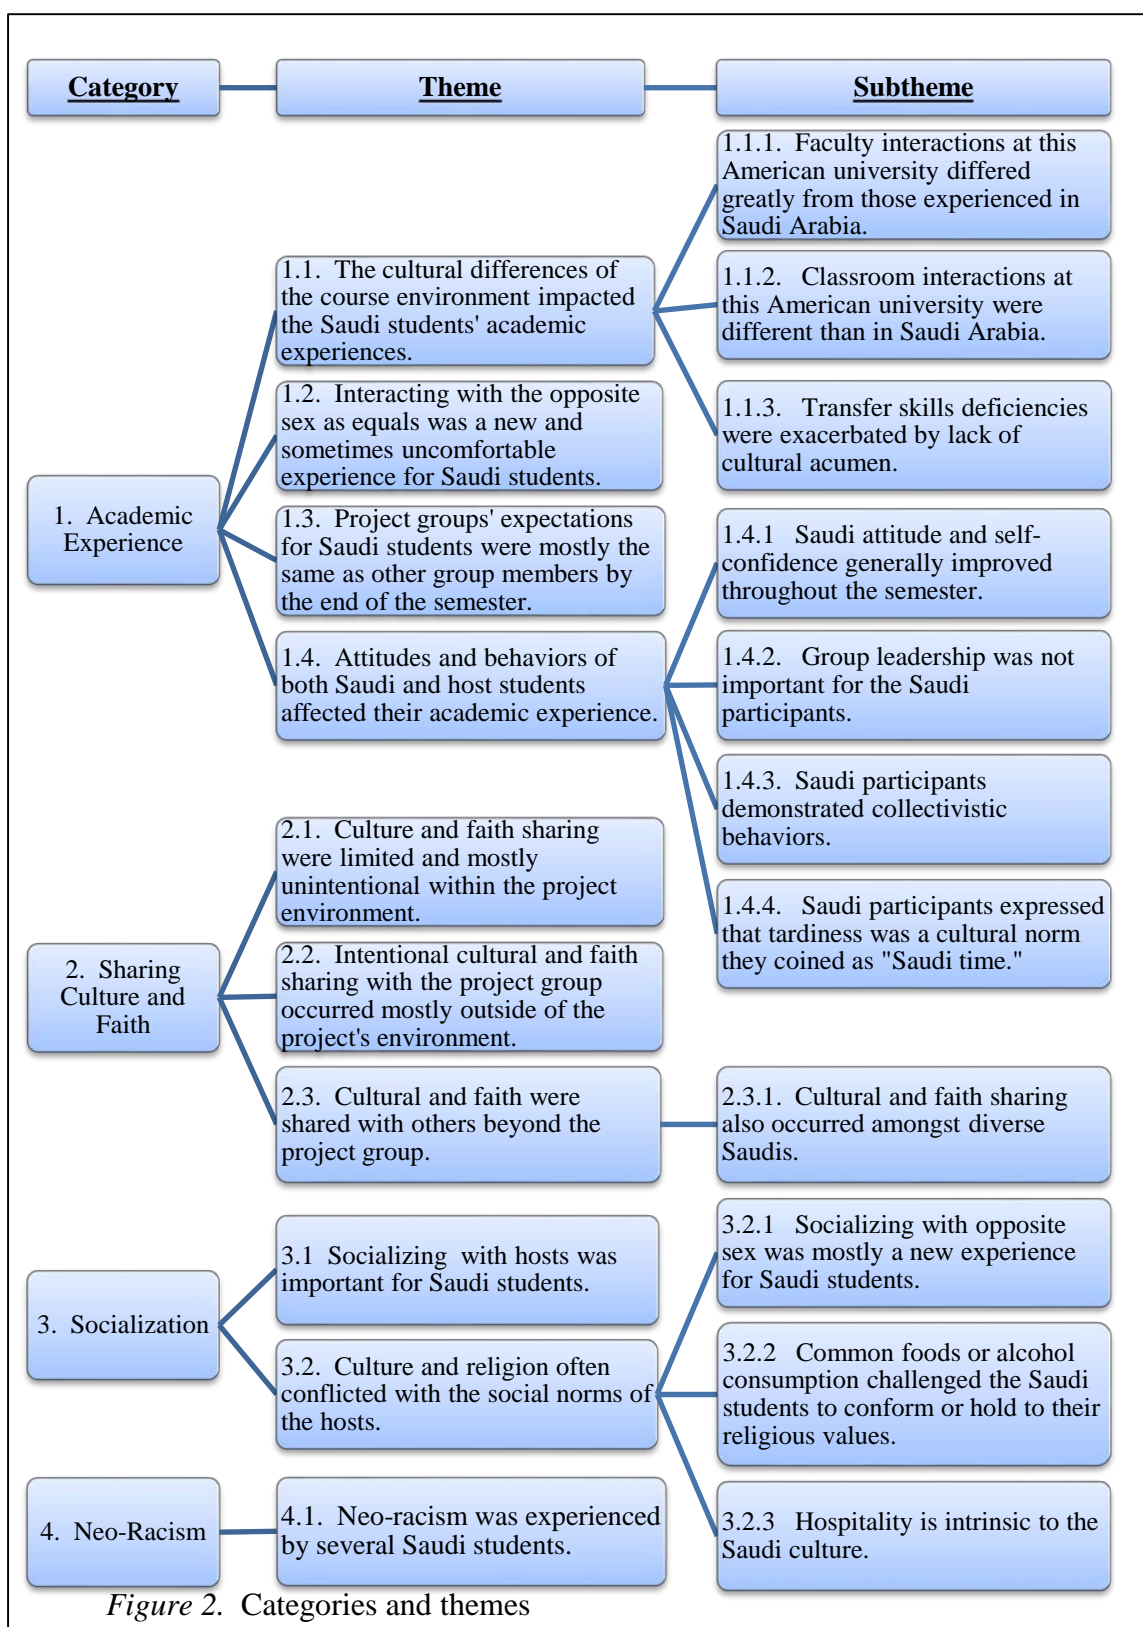 Category
Theme
Subtheme
1. Academic
Experience
1.1. The cultural differences of
the course environment impacted
the Saudi students' academic
experiences.
1.1.1. Faculty interactions at this
American university differed
greatly from those experienced in
Saudi Arabia.
1.1.2. Classroom interactions at
this American university were
different than in Saudi Arabia.
1.1.3. Transfer skills deficiencies
were exacerbated by lack of
cultural acumen.
1.2. Interacting with the opposite
sex as equals was a new and
sometimes uncomfortable
experience for Saudi students.
1.3. Project groups' expectations
for Saudi students were mostly the
same as other group members by
the end of the semester.
1.4. Attitudes and behaviors of
both Saudi and host students
affected their academic experience.
1.4.1 Saudi attitude and self-
confidence generally improved
throughout the semester.
1.4.2. Group leadership was not
important for the Saudi
participants.
1.4.3. Saudi participants
demonstrated collectivistic
behaviors.
1.4.4. Saudi participants expressed
that tardiness was a cultural norm
they coined as "Saudi time."
2. Sharing
Culture and
Faith
2.1. Culture and faith sharing
were limited and mostly
unintentional within the project
environment.
2.2. Intentional cultural and faith
sharing with the project group
occurred mostly outside of the
project's environment.
2.3. Cultural and faith were
shared with others beyond the
project group.
2.3.1. Cultural and faith sharing
also occurred amongst diverse
Saudis.
3. Socialization
3.1 Socializing with hosts was
important for Saudi students.
3.2. Culture and religion often
conflicted with the social norms of
the hosts.
3.2.1 Socializing with opposite
sex was mostly a new experience
for Saudi students.
3.2.2 Common foods or alcohol
consumption challenged the Saudi
students to conform or hold to their
religious values.
3.2.3 Hospitality is intrinsic to the
Saudi culture.
4. Neo-Racism
4.1. Neo-racism was experienced
by several Saudi students.
Figure 2. Categories and themes